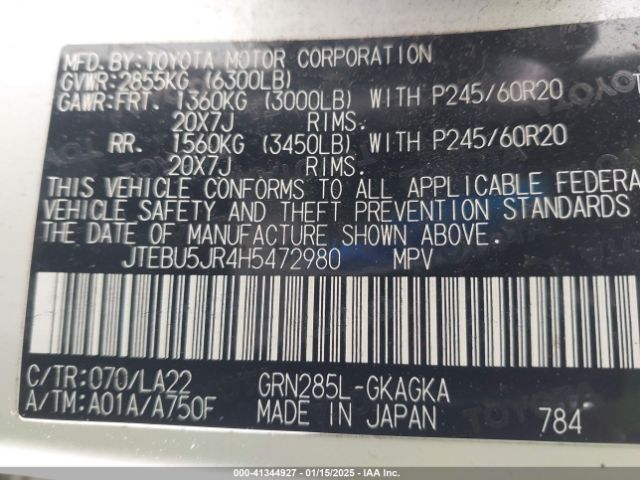 MFD.BY:TOYOTA MOTOR CORPORATION
GVWR:2855KG (6300LB)
GAWR:FRT. 1360KG (3000LB) WITH P245/60R20
20X7J RIMS.
RR. 1560KG (3450LB) WITH P245/60R20
20X7J RIMS.
THIS VEHICLE CONFORMS TO ALL APPLICABLE FEDERA
VEHICLE SAFETY AND THEFT PREVENTION STANDARDS
THE DATE OF MANUFACTURE SHOWN ABOVE.
JTEBU5JR4H5472980 MPV
C/TR:070/LA22 GRN285L-GKAGKA
A/TM:A01A/A750F MADE IN JAPAN 784
000-41344927 - 01/15/2025 - IAA Inc.